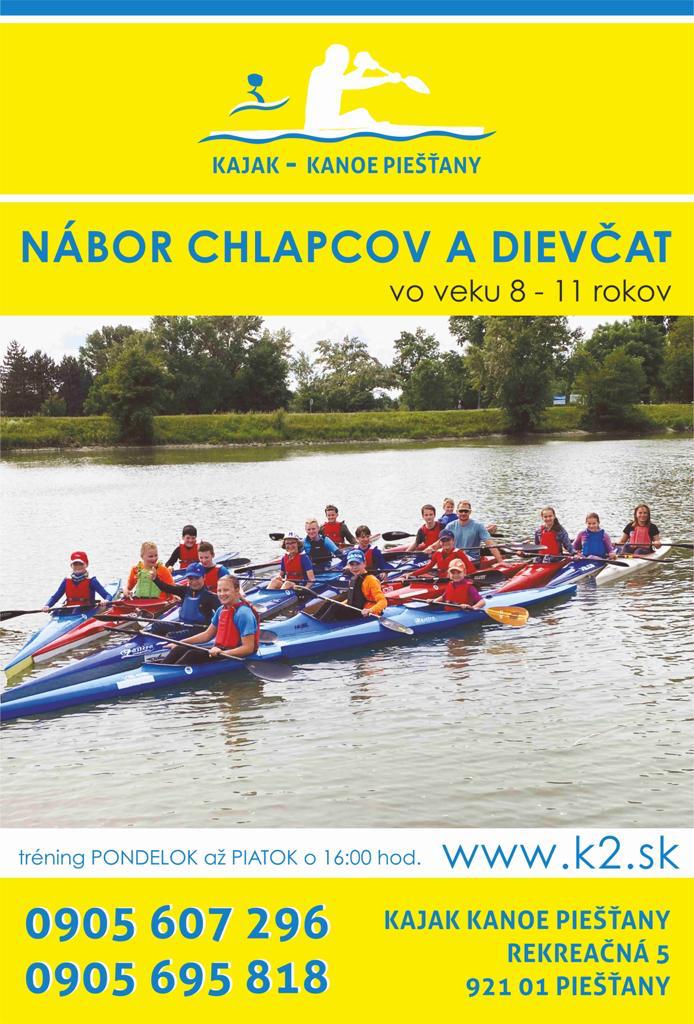 KAJAK - KANOE PIEŠŤANY
NÁBOR CHLAPCOV A DIEVČAT
vo veku 8 - 11 rokov
tréning PONDELOK až PIATOK o 16:00 hod.
www.k2.sk
0905 607 296
0905 695 818
KAJAK KANOE PIEŠŤANY
REKREAČNÁ 5
921 01 PIEŠŤANY